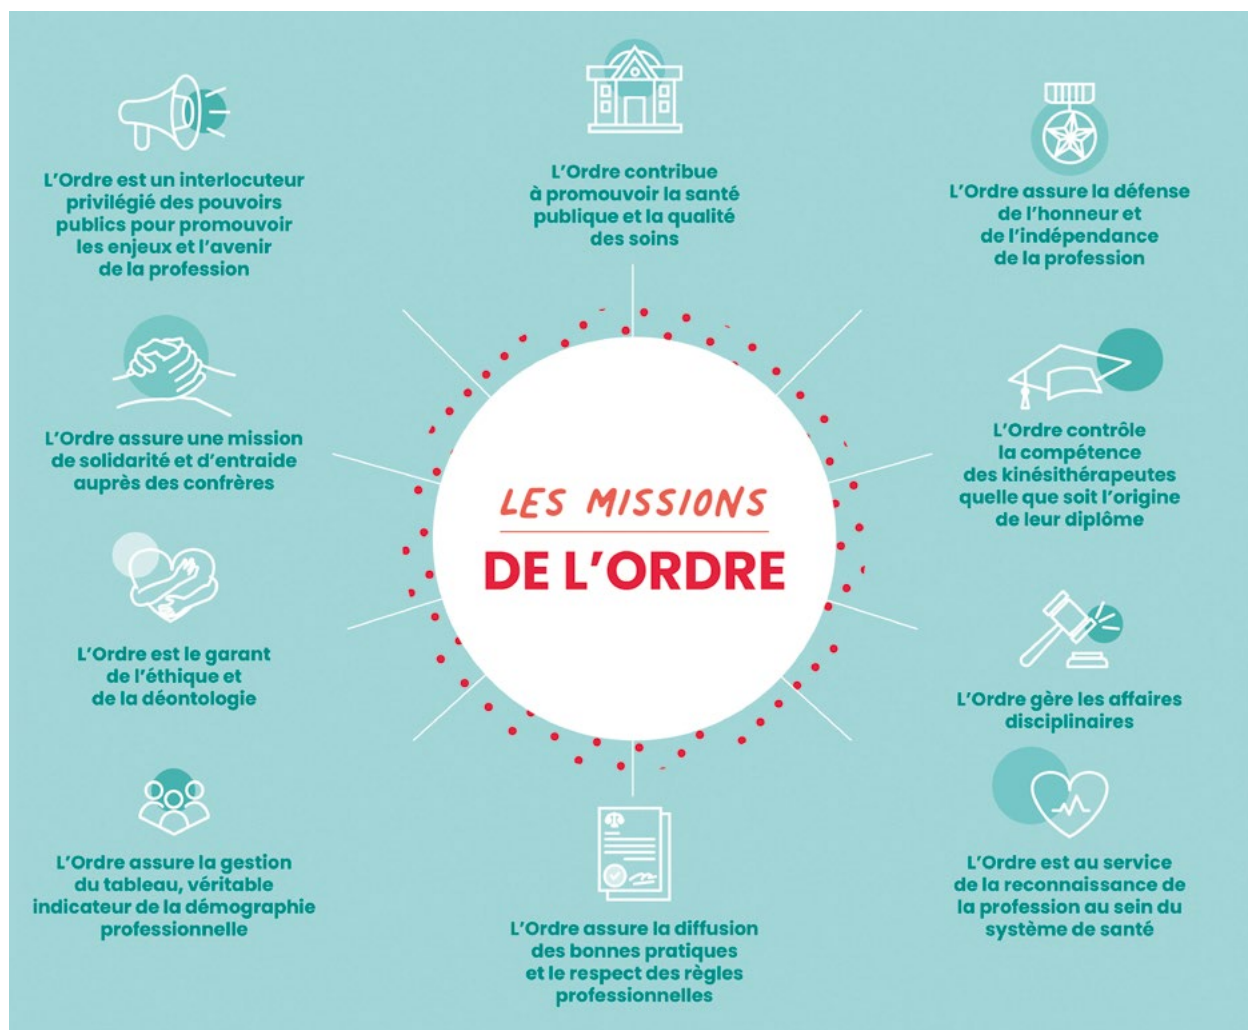 L'Ordre est un interlocuteur
privilégié des pouvoirs
publics pour promouvoir
les enjeux et l'avenir
de la profession
L'Ordre contribue
à promouvoir la santé
publique et la qualité
des soins
L'Ordre assure la défense
de l'honneur et
de l'indépendance
de la profession
L'Ordre assure une mission
de solidarité et d'entraide
auprès des confrères
L'Ordre contrôle
la compétence
des kinésithérapeutes
quelle que soit l'origine
de leur diplôme
LES MISSIONS
DE L'ORDRE
L'Ordre est le garant
de l'éthique et
de la déontologie
L'Ordre gère les affaires
disciplinaires
L'Ordre assure la gestion
du tableau, véritable
indicateur de la démographie
professionnelle
L'Ordre assure la diffusion
des bonnes pratiques
et le respect des règles
professionnelles
L'Ordre est au service
de la reconnaissance de
la profession au sein du
système de santé